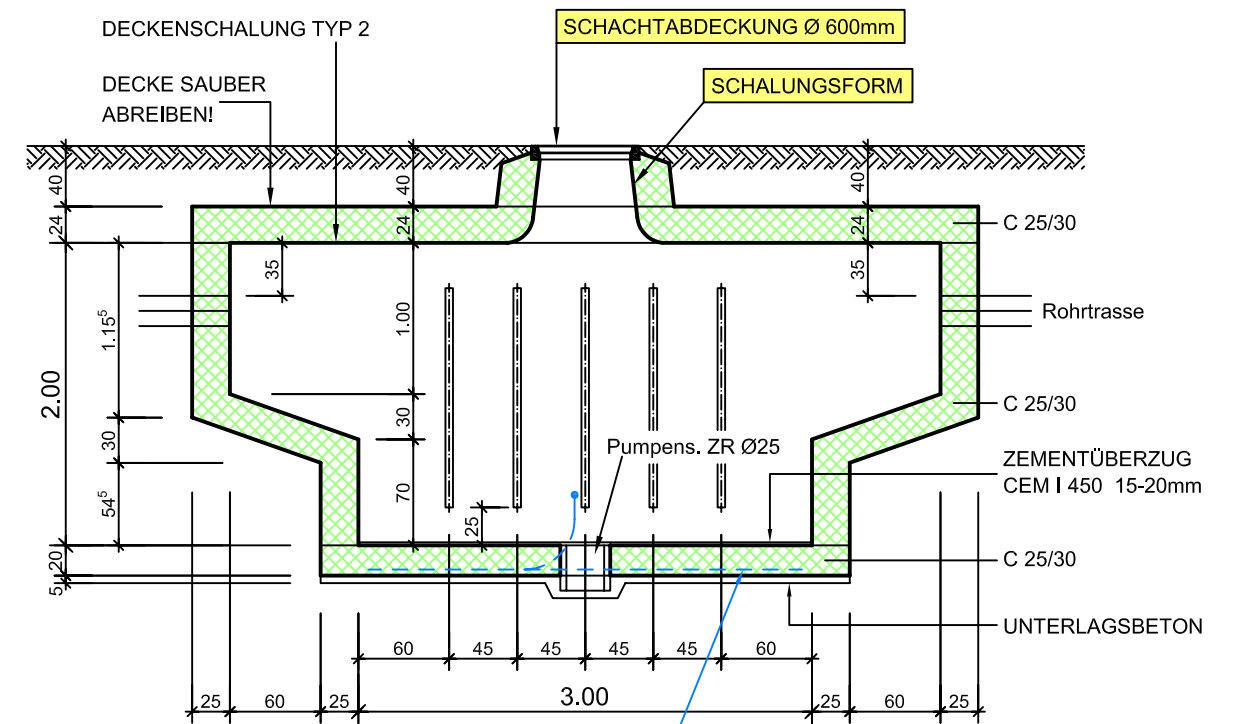 DECKENSCHALUNG TYP 2
SCHACHTABDECKUNG Ø 600mm
DECKE SAUBER
ABREIBEN!
SCHALUNGSFORM
40
40
40
24
24
24
C 25/30
35
35
Rohrtrasse
1.15⁵
1.00
2.00
C 25/30
30
30
Pumpens. ZR Ø25
ZEMENTÜBERZUG
CEM I 450 15-20mm
54⁵
70
25
20
C 25/30
5
UNTERLAGSBETON
60 45 45 45 45 60
25 60 25 3.00 25 60 25